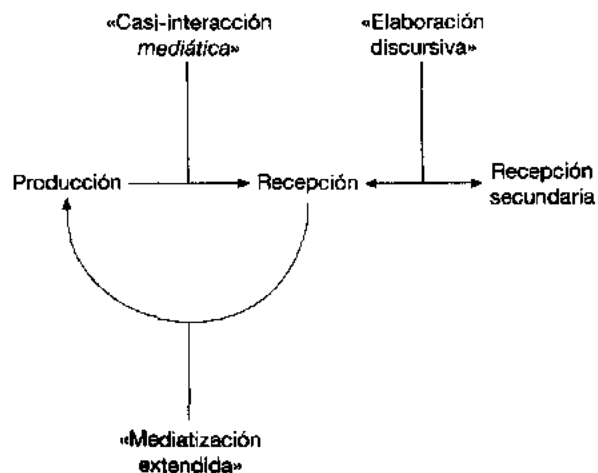 «Casi-interacción
mediática»
«Elaboración
discursiva»
Producción
Recepción
Recepción
secundaria
«Mediatización
extendida»